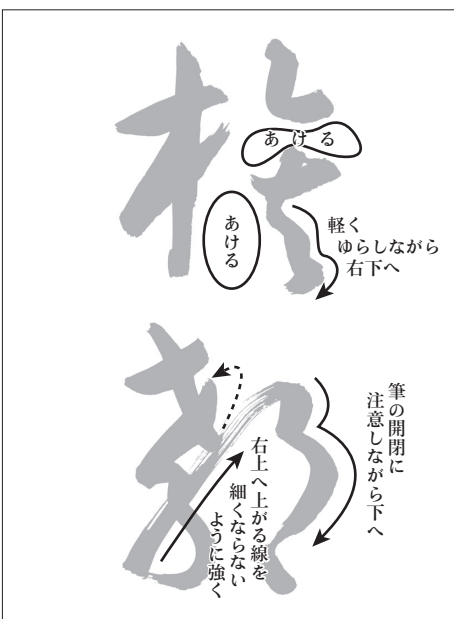 あける
あける
軽く
ゆらしながら
右下へ
筆の開閉に
注意しながら下へ
右上へ上がる線を
細くならない
ように強く